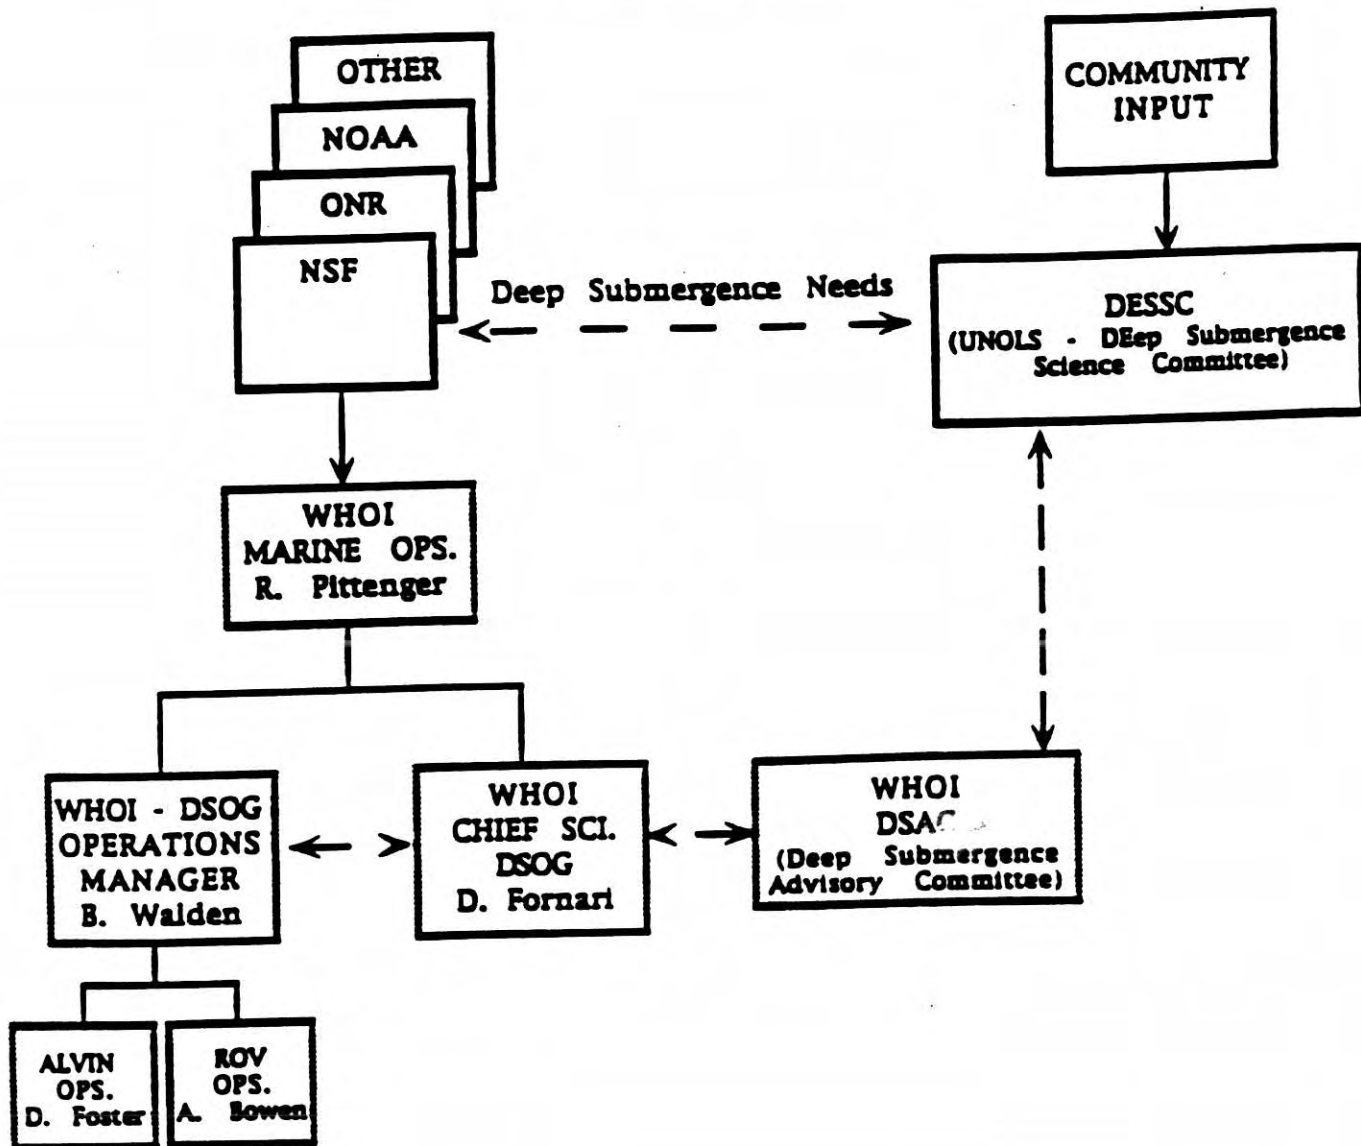 OTHER
NOAA
ONR
NSF
COMMUNITY
INPUT
Deep Submergence Needs
DESSC
(UNOLS - DEep Submergence
Science Committee)
WHOI
MARINE OPS.
R. Pittenger
WHOI - DSOG
OPERATIONS
MANAGER
B. Walden
WHOI
CHIEF SCI.
DSOG
D. Fornari
WHOI
DSAC
(Deep Submergence
Advisory Committee)
ALVIN
OPS.
D. Foster
ROV
OPS.
A. Bowen